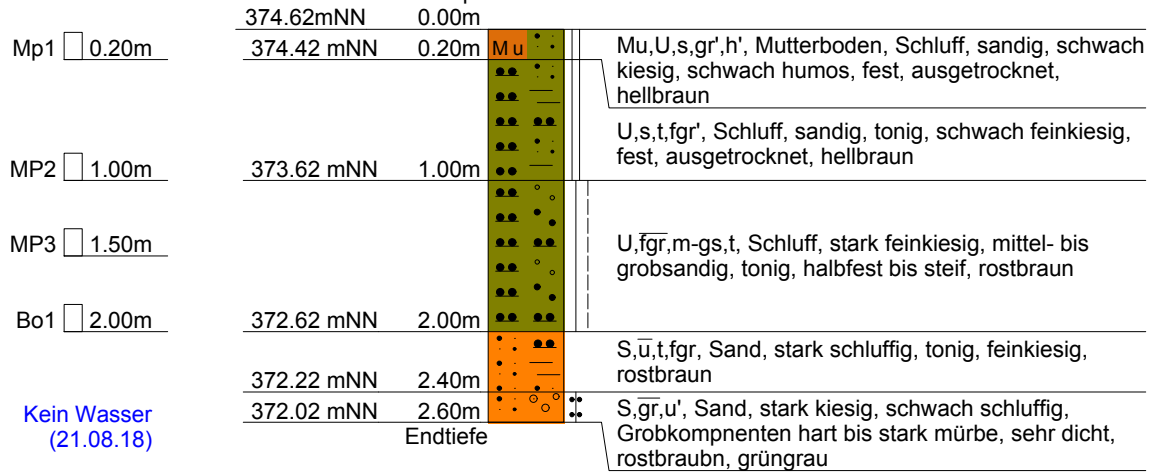 374.62mNN 0.00m
Mp1 0.20m
374.42 mNN 0.20m
Mu
Mu,U,s,gr',h', Mutterboden, Schluff, sandig, schwach
kiesig, schwach humos, fest, ausgetrocknet,
hellbraun
U,s,t,fgr', Schluff, sandig, tonig, schwach feinkiesig,
fest, ausgetrocknet, hellbraun
MP2 1.00m
373.62 mNN 1.00m
MP3 1.50m
U,f̅g̅r̅,m-gs,t, Schluff, stark feinkiesig, mittel- bis
grobsandig, tonig, halbfest bis steif, rostbraun
Bo1 2.00m
372.62 mNN 2.00m
S,u̅,t,fgr, Sand, stark schluffig, tonig, feinkiesig,
rostbraun
372.22 mNN 2.40m
Kein Wasser
(21.08.18)
372.02 mNN 2.60m
Endtiefe
S,g̅r̅,u', Sand, stark kiesig, schwach schluffig,
Grobkompnenten hart bis stark mürbe, sehr dicht,
rostbraubn, grüngrau